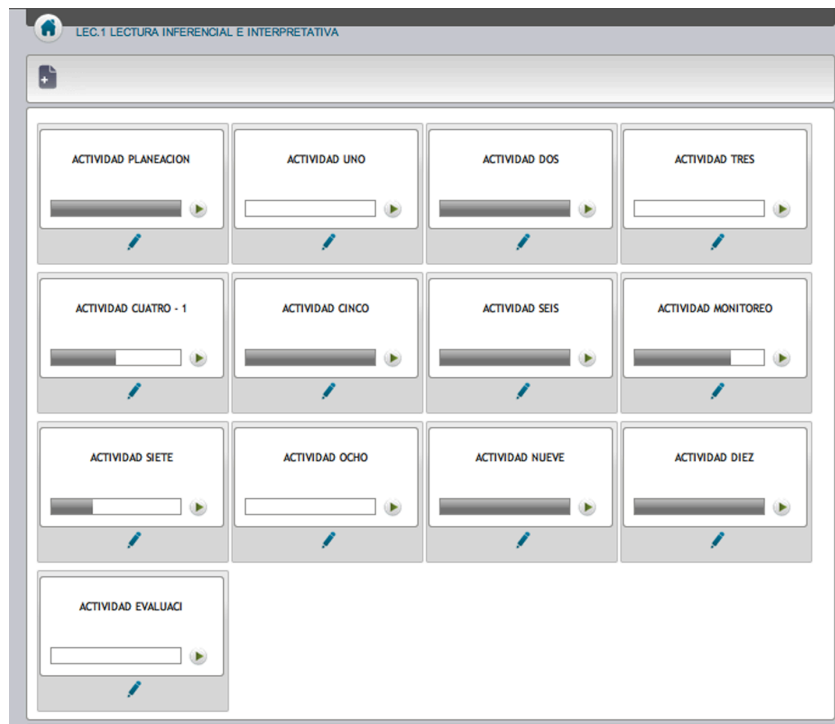 LEC.1 LECTURA INFERENCIAL E INTERPRETATIVA
ACTIVIDAD PLANEACION
ACTIVIDAD UNO
ACTIVIDAD DOS
ACTIVIDAD TRES
ACTIVIDAD CUATRO - 1
ACTIVIDAD CINCO
ACTIVIDAD SEIS
ACTIVIDAD MONITOREO
ACTIVIDAD SIETE
ACTIVIDAD OCHO
ACTIVIDAD NUEVE
ACTIVIDAD DIEZ
ACTIVIDAD EVALUACI